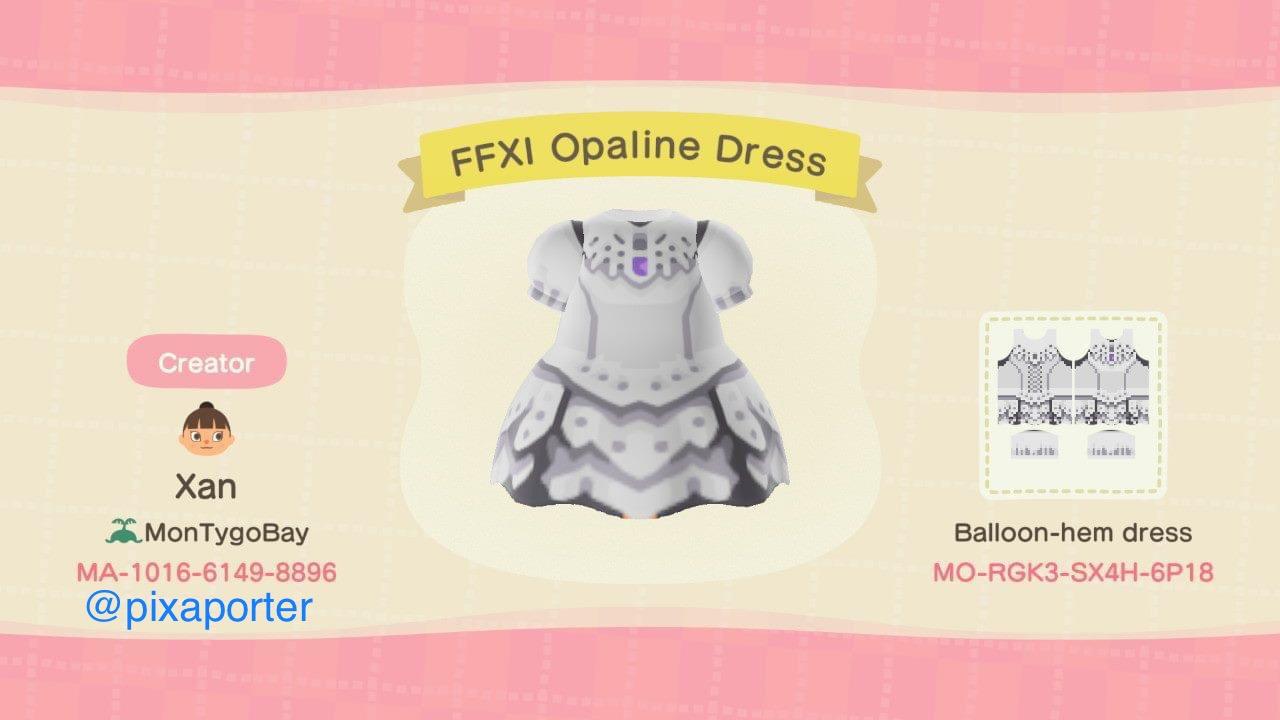 FFXI Opaline Dress
Creator
Xan
MonTygoBay
MA-1016-6149-8896
@pixaporter
Balloon-hem dress
MO-RGK3-SX4H-6P18